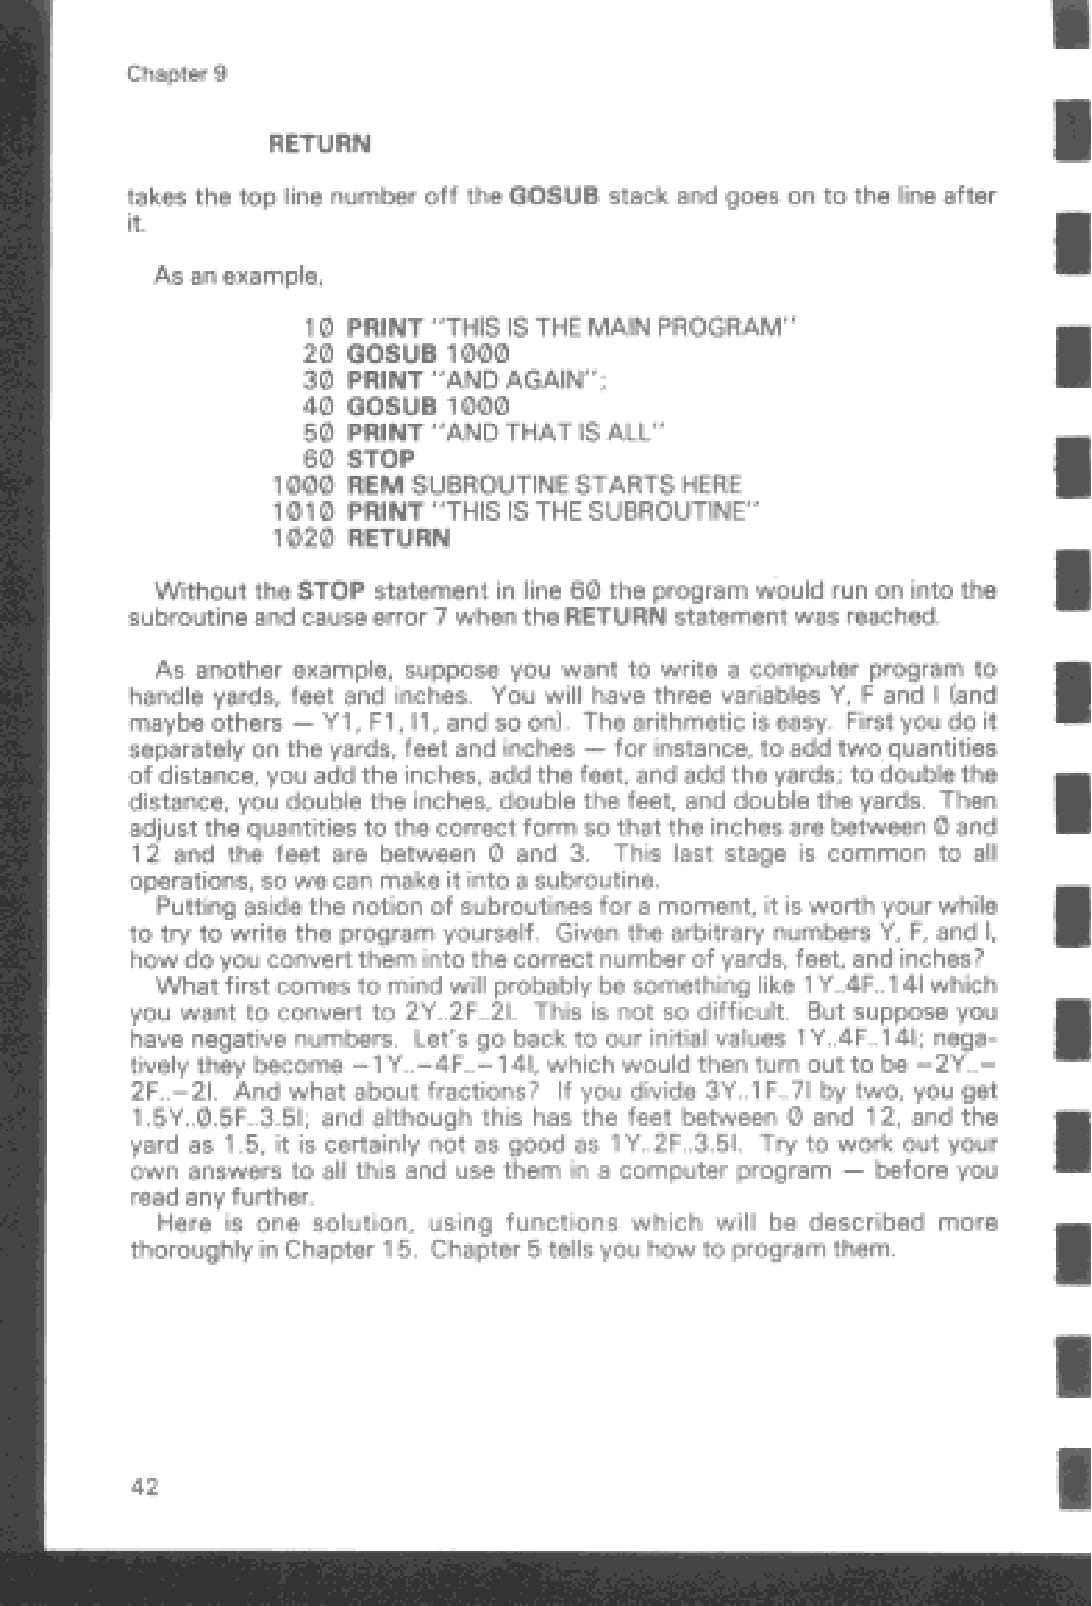 Chapter 9
RETURN
takes the top line number off the GOSUB stack and goes on to the line after
it.
As an example,
10 PRINT "THIS IS THE MAIN PROGRAM"
20 GOSUB 1000
30 PRINT "AND AGAIN";
40 GOSUB 1000
50 PRINT "AND THAT IS ALL"
60 STOP
1000 REM SUBROUTINE STARTS HERE
1010 PRINT "THIS IS THE SUBROUTINE"
1020 RETURN
Without the STOP statement in line 60 the program would run on into the
subroutine and cause error 7 when the RETURN statement was reached.
As another example, suppose you want to write a computer program to
handle yards, feet and inches. You will have three variables Y, F and I (and
maybe others — Y1, F1, I1, and so on). The arithmetic is easy. First you do it
separately on the yards, feet and inches — for instance, to add two quantities
of distance, you add the inches, add the feet, and add the yards; to double the
distance, you double the inches, double the feet, and double the yards. Then
adjust the quantities to the correct form so that the inches are between 0 and
12 and the feet are between 0 and 3. This last stage is common to all
operations, so we can make it into a subroutine.
Putting aside the notion of subroutines for a moment, it is worth your while
to try to write the program yourself. Given the arbitrary numbers Y, F, and I,
how do you convert them into the correct number of yards, feet, and inches?
What first comes to mind will probably be something like 1Y..4F..14I which
you want to convert to 2Y..2F..2I. This is not so difficult. But suppose you
have negative numbers. Let's go back to our initial values 1Y..4F..14I; nega-
tively they become −1Y..−4F..−14I, which would then turn out to be −2Y..−
2F..−2I. And what about fractions? If you divide 3Y..1F..7I by two, you get
1.5Y..0.5F..3.5I; and although this has the feet between 0 and 12, and the
yard as 1.5, it is certainly not as good as 1Y..2F..3.5I. Try to work out your
own answers to all this and use them in a computer program — before you
read any further.
Here is one solution, using functions which will be described more
thoroughly in Chapter 15. Chapter 5 tells you how to program them.
42